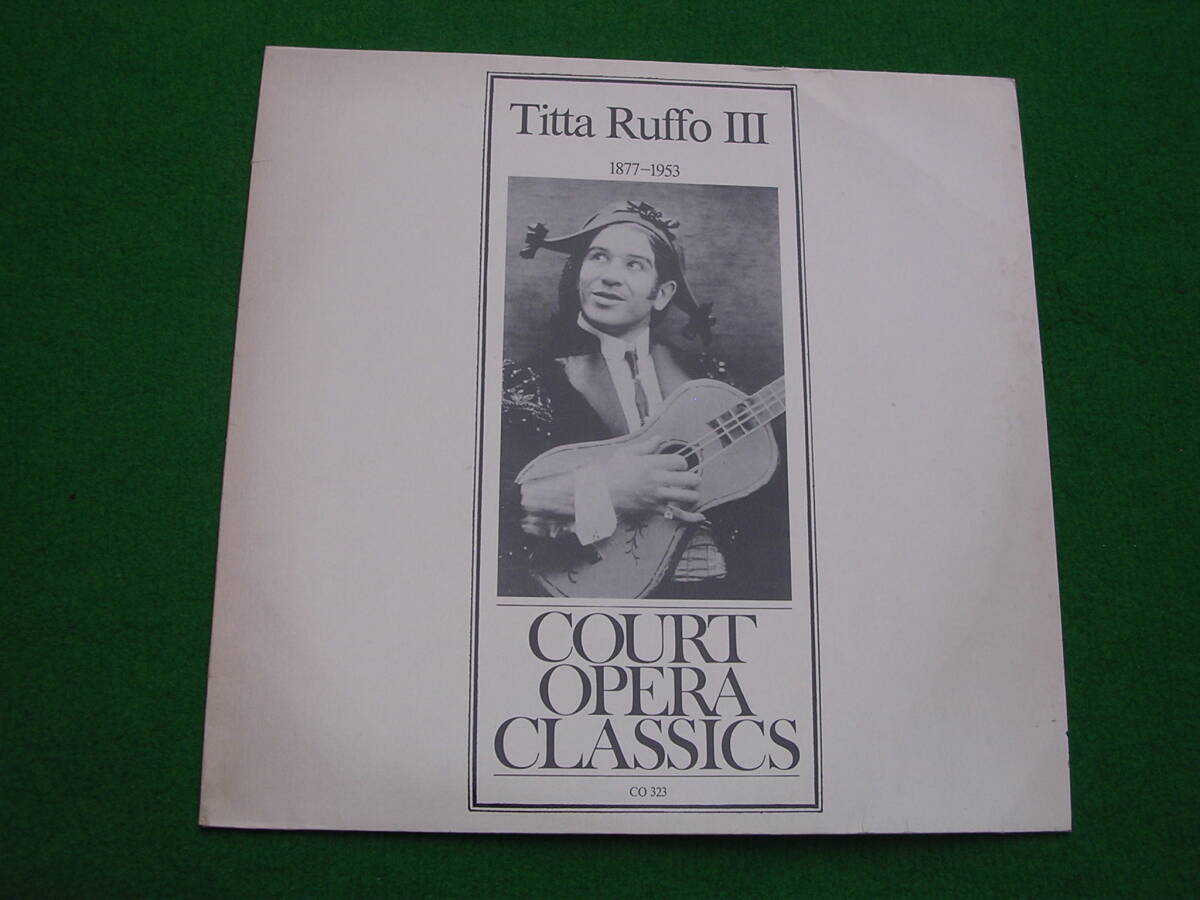 Titta Ruffo III
1877–1953
COURT
OPERA
CLASSICS
CO 323